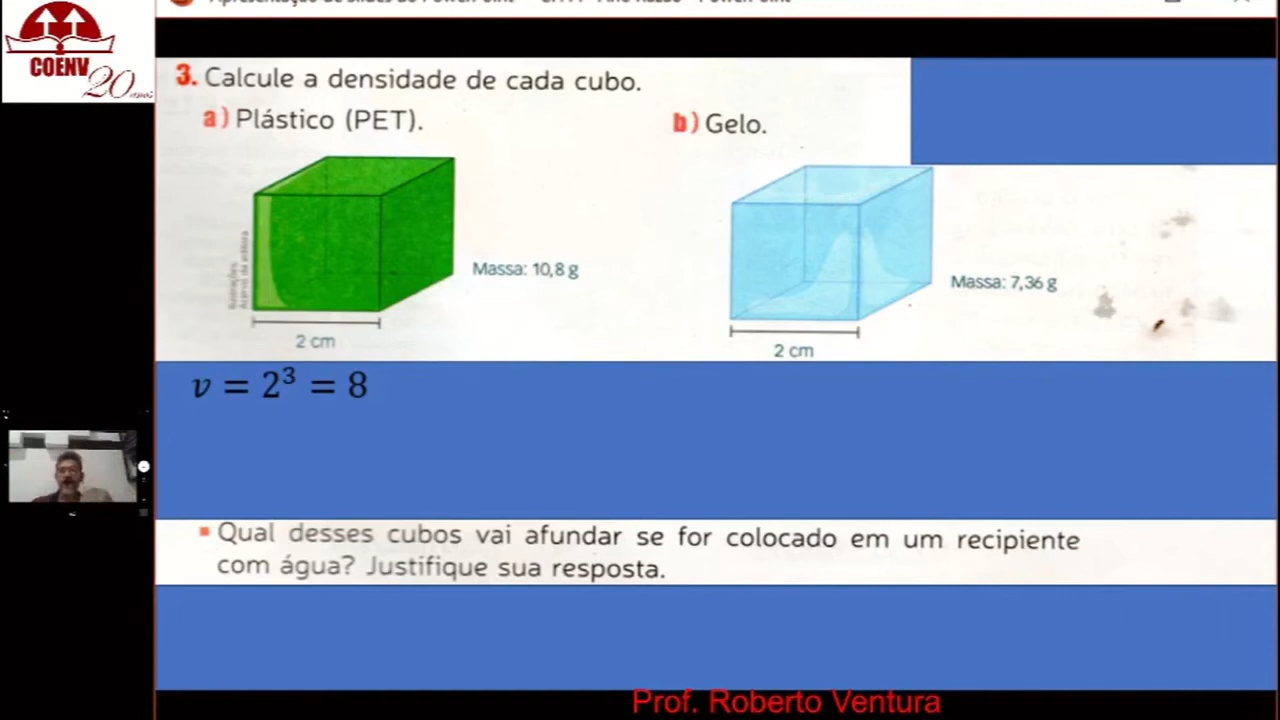 COENV
20 anos
3. Calcule a densidade de cada cubo.
a) Plástico (PET).
b) Gelo.
Massa: 10,8 g
Massa: 7,36 g
2 cm
2 cm
v = 2³ = 8
▪ Qual desses cubos vai afundar se for colocado em um recipiente
com água? Justifique sua resposta.
Prof. Roberto Ventura